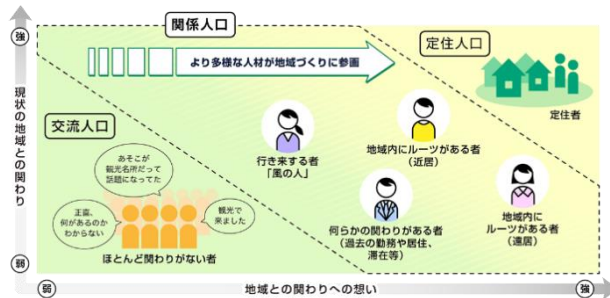 関係人口
強
より多様な人材が地域づくりに参画
定住人口
定住者
現状の地域との関わり
交流人口
あそこが
観光名所だって
話題になってた
正直、
何があるのか
わからない
観光で
来ました
ほとんど関わりがない者
行き来する者
「風の人」
地域内にルーツがある者
(近居)
何らかの関わりがある者
(過去の勤務や居住、
滞在等)
地域内に
ルーツがある者
(遠居)
弱
弱
地域との関わりへの想い
強